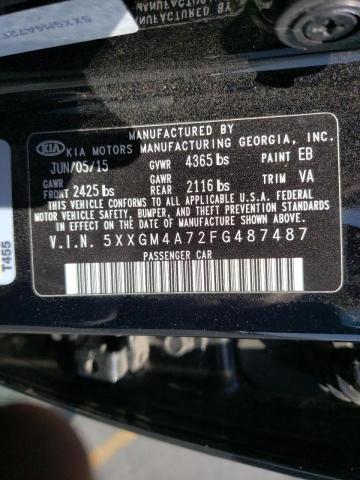 5XXGM4A72F
MANUFACTURED BY
KIA KIA MOTORS MANUFACTURING GEORGIA, INC.
JUN/05/15 GVWR 4365 lbs PAINT EB
GAWR FRONT 2425 lbs GAWR REAR 2116 lbs TRIM VA
THIS VEHICLE CONFORMS TO ALL APPLICABLE U.S.A. FEDERAL
MOTOR VEHICLE SAFETY, BUMPER, AND THEFT PREVENTION
STANDARDS IN EFFECT ON THE DATE OF MANUFACTURE SHOWN ABOVE.
V.I.N. 5XXGM4A72FG487487
PASSENGER CAR
T455